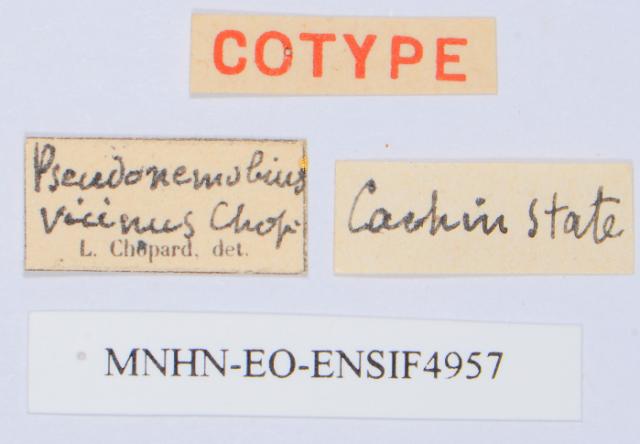 COTYPE
Pseudonemobius
vicinus Chop.
L. Chopard, det.
Cochin State
MNHN-EO-ENSIF4957